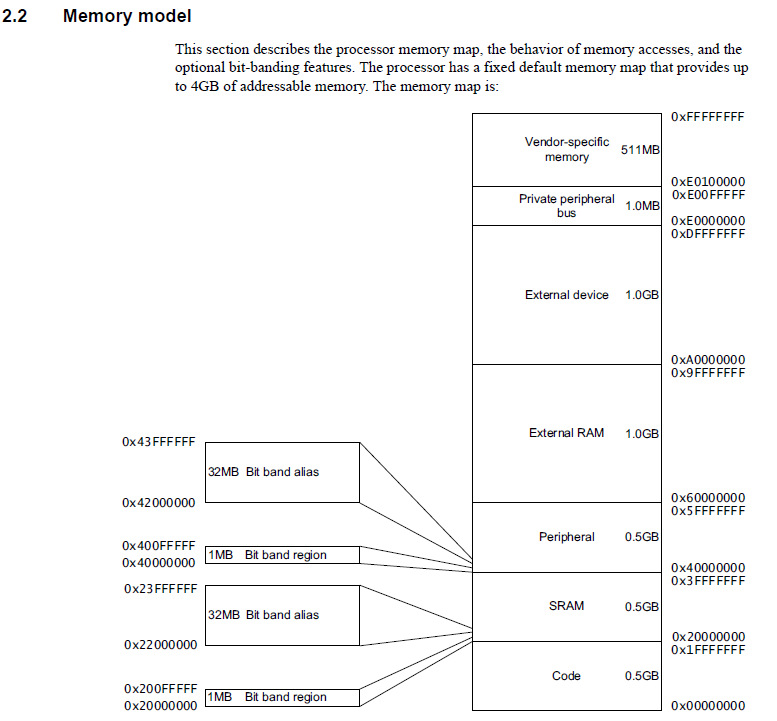 2.2 Memory model
This section describes the processor memory map, the behavior of memory accesses, and the
optional bit-banding features. The processor has a fixed default memory map that provides up
to 4GB of addressable memory. The memory map is:
0xFFFFFFFF
Vendor-specific
memory
511MB
0xE0100000
0xE00FFFFF
Private peripheral
bus
1.0MB
0xE0000000
0xDFFFFFFF
External device 1.0GB
0xA0000000
0x9FFFFFFF
External RAM 1.0GB
0x60000000
0x5FFFFFFF
Peripheral 0.5GB
0x40000000
0x3FFFFFFF
SRAM 0.5GB
0x20000000
0x1FFFFFFF
Code 0.5GB
0x00000000
0x43FFFFFF
32MB Bit band alias
0x42000000
0x400FFFFF
1MB Bit band region
0x40000000
0x23FFFFFF
32MB Bit band alias
0x22000000
0x200FFFFF
1MB Bit band region
0x20000000